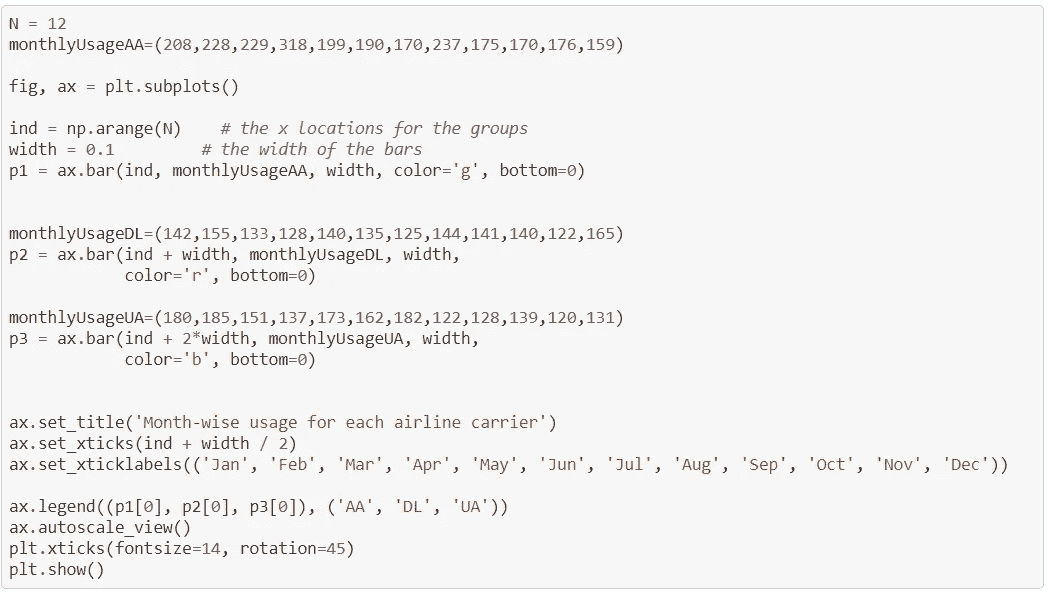 N = 12
monthlyUsageAA=(208,228,229,318,199,190,170,237,175,170,176,159)
fig, ax = plt.subplots()
ind = np.arange(N)    # the x locations for the groups
width = 0.1         # the width of the bars
p1 = ax.bar(ind, monthlyUsageAA, width, color='g', bottom=0)
monthlyUsageDL=(142,155,133,128,140,135,125,144,141,140,122,165)
p2 = ax.bar(ind + width, monthlyUsageDL, width,
            color='r', bottom=0)
monthlyUsageUA=(180,185,151,137,173,162,182,122,128,139,120,131)
p3 = ax.bar(ind + 2*width, monthlyUsageUA, width,
            color='b', bottom=0)
ax.set_title('Month-wise usage for each airline carrier')
ax.set_xticks(ind + width / 2)
ax.set_xticklabels(('Jan', 'Feb', 'Mar', 'Apr', 'May', 'Jun', 'Jul', 'Aug', 'Sep', 'Oct', 'Nov', 'Dec'))
ax.legend((p1[0], p2[0], p3[0]), ('AA', 'DL', 'UA'))
ax.autoscale_view()
plt.xticks(fontsize=14, rotation=45)
plt.show()